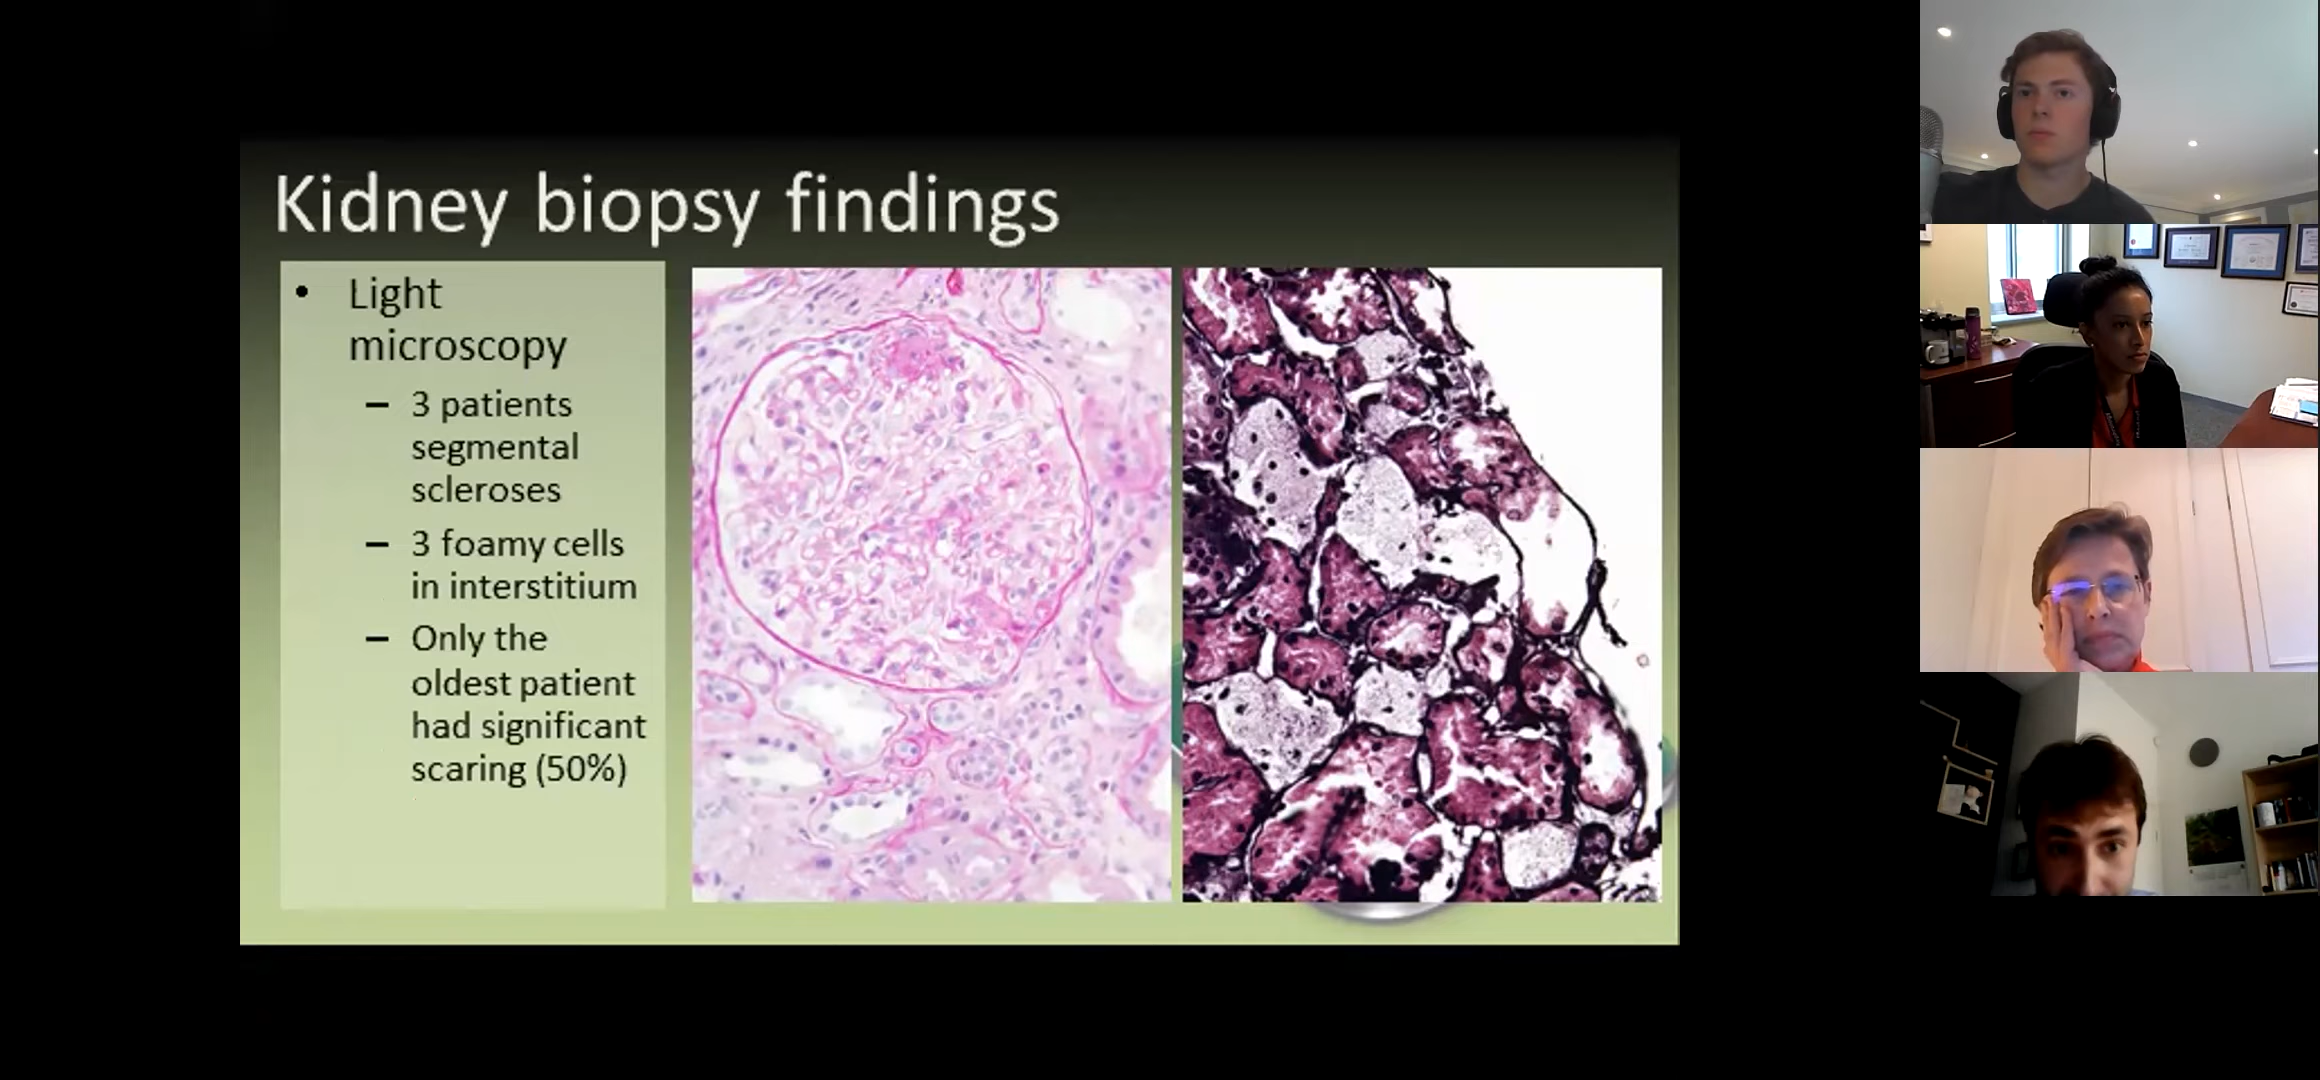 Kidney biopsy findings
• Light
microscopy
– 3 patients
segmental
scleroses
– 3 foamy cells
in interstitium
– Only the
oldest patient
had significant
scaring (50%)